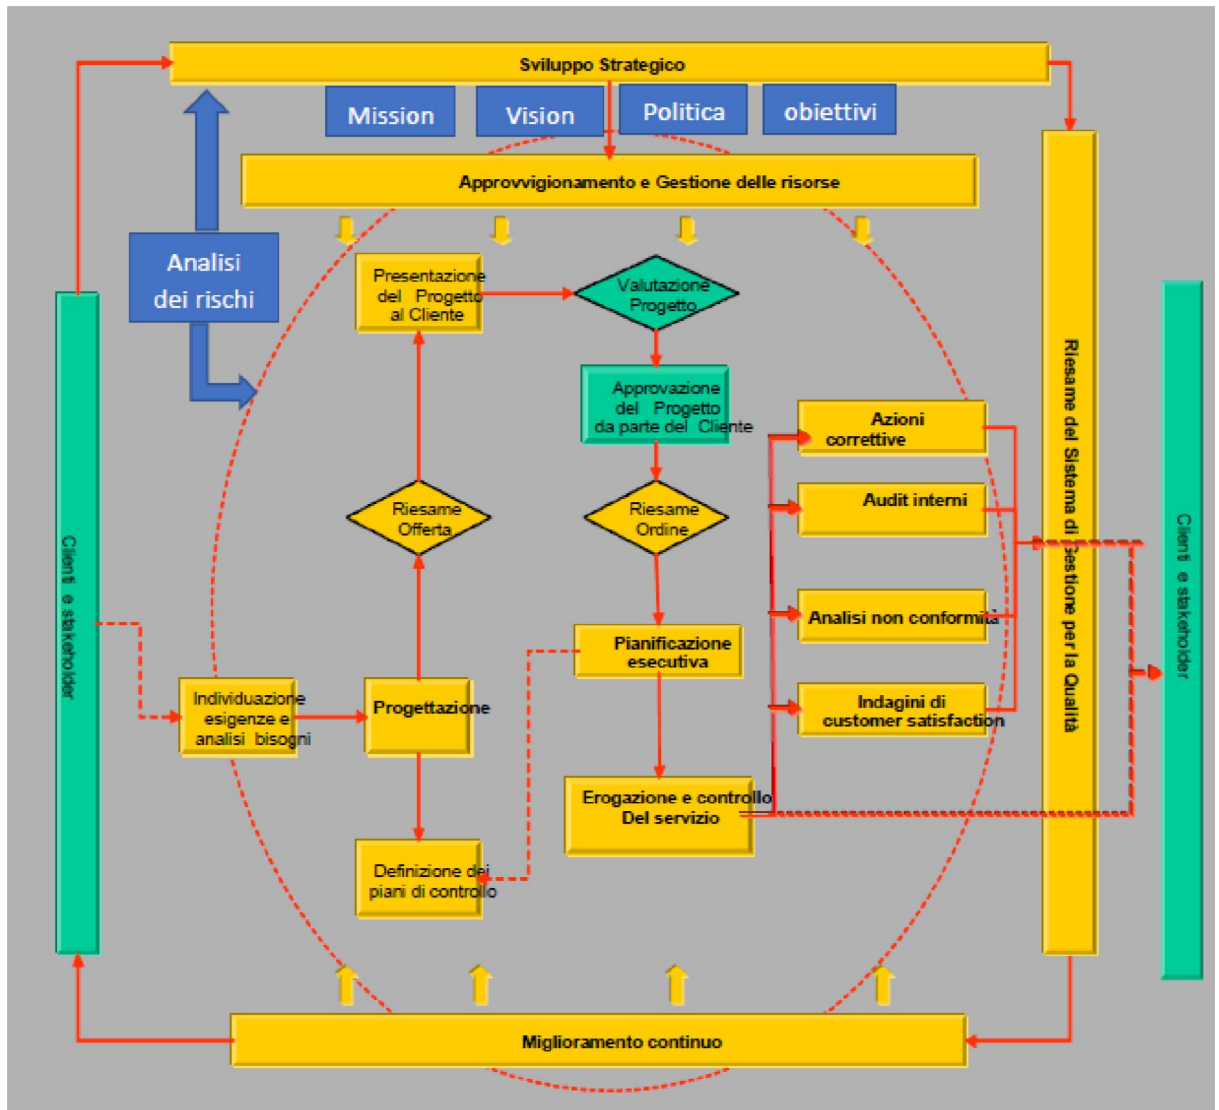 Sviluppo Strategico
Mission
Vision
Politica
obiettivi
Approvvigionamento e Gestione delle risorse
Analisi
dei rischi
Presentazione
del Progetto
al Cliente
Valutazione
Progetto
Approvazione
del Progetto
da parte del Cliente
Azioni
correttive
Riesame
Offerta
Riesame
Ordine
Audit interni
Analisi non conformità
Pianificazione
esecutiva
Individuazione
esigenze e
analisi bisogni
Progettazione
Indagini di
customer satisfaction
Erogazione e controllo
Del servizio
Definizione dei
piani di controllo
Miglioramento continuo
Clienti e stakeholder
Riesame del Sistema di Gestione per la Qualità
Clienti e stakeholder